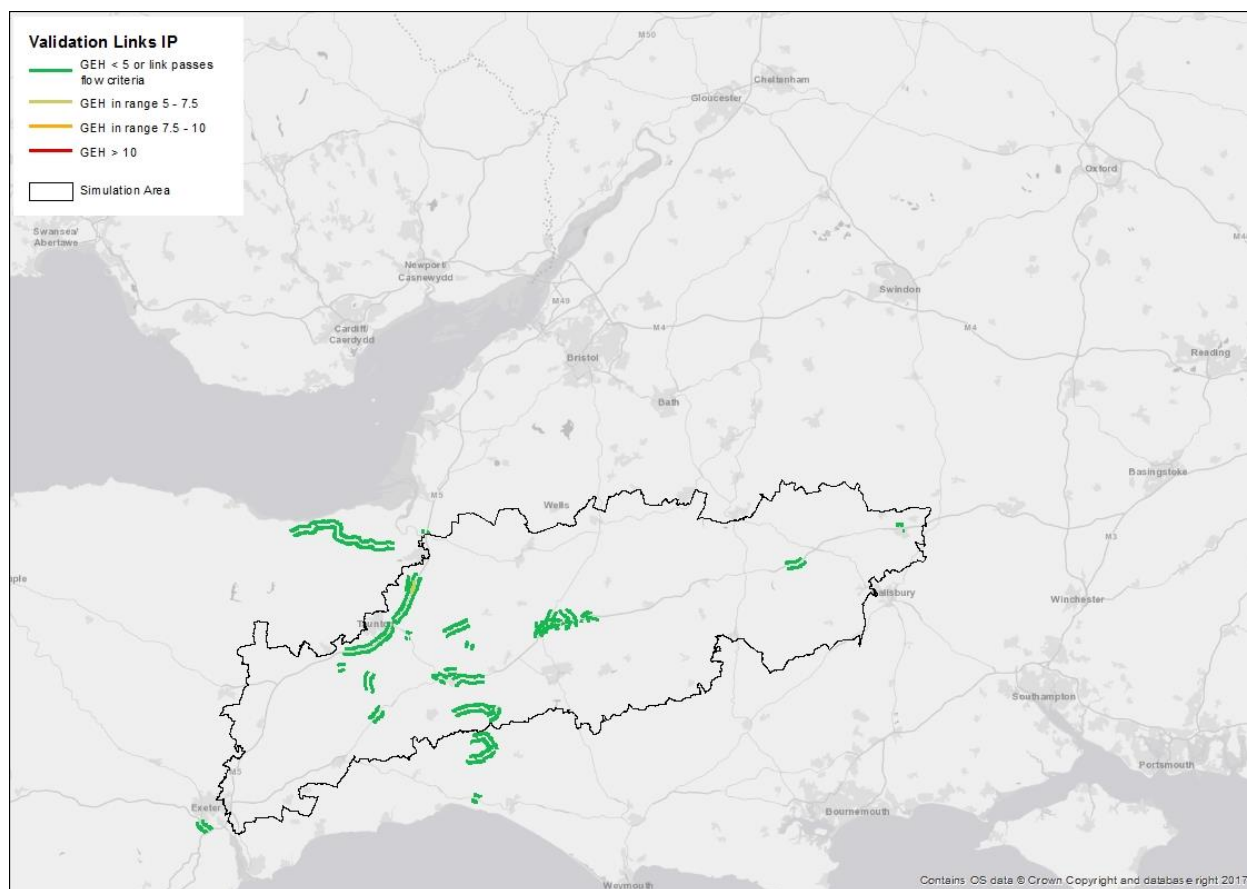 Validation Links IP
GEH < 5 or link passes
flow criteria
GEH in range 5 - 7.5
GEH in range 7.5 - 10
GEH > 10
Simulation Area
M50
Cheltenham
Gloucester
Oxford
Swansea/
Abertawe
Newport/
Casnewydd
Swindon
M49
Cardiff/
Caerdydd
M4
M4
Bristol
Reading
Bath
Basingstoke
M5
Wells
M3
Winchester
Southampton
M5
Portsmouth
Exeter
Bournemouth
Weymouth
Contains OS data © Crown Copyright and database right 2017